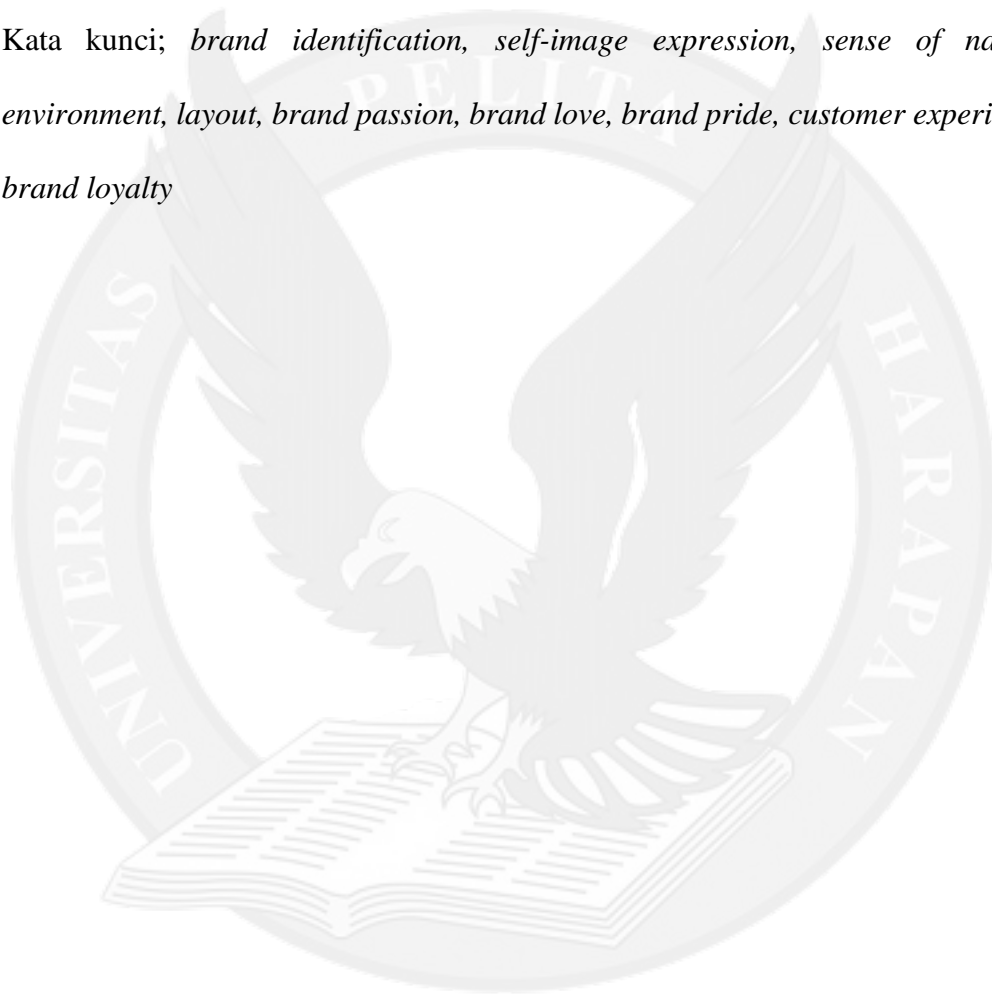 Kata kunci; brand identification, self-image expression, sense of na
environment, layout, brand passion, brand love, brand pride, customer experi
brand loyalty
UNIVERSITAS PELITA HARAPAN